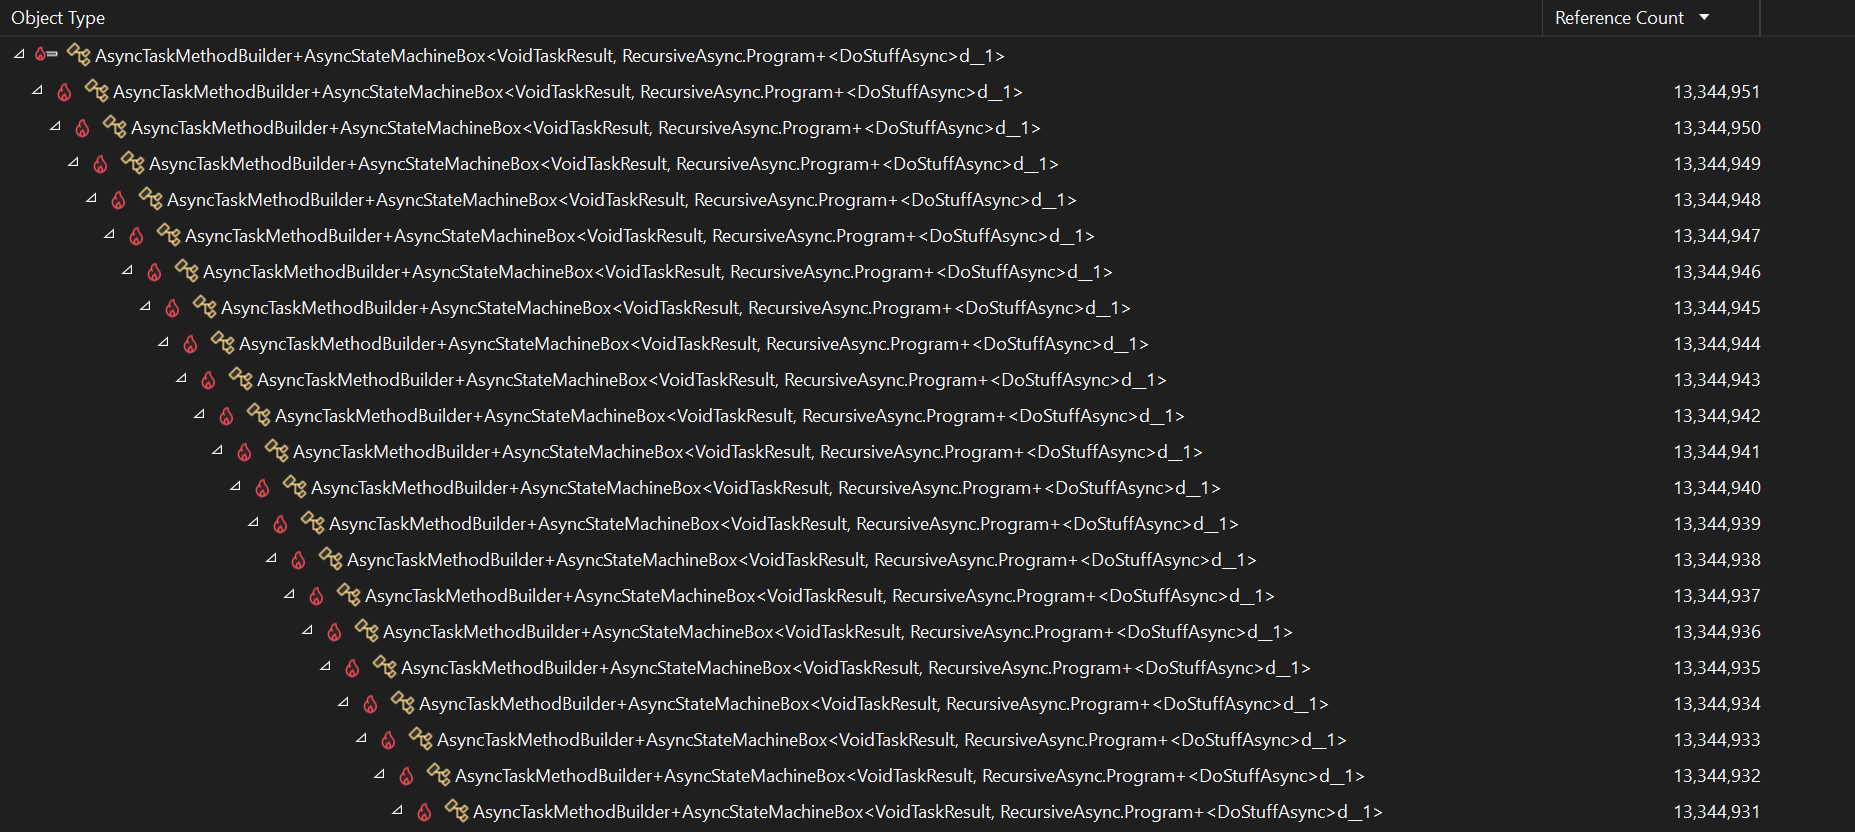 Object Type Reference Count
AsyncTaskMethodBuilder+AsyncStateMachineBox<VoidTaskResult, RecursiveAsync.Program+<DoStuffAsync>d__1>
AsyncTaskMethodBuilder+AsyncStateMachineBox<VoidTaskResult, RecursiveAsync.Program+<DoStuffAsync>d__1> 13,344,951
AsyncTaskMethodBuilder+AsyncStateMachineBox<VoidTaskResult, RecursiveAsync.Program+<DoStuffAsync>d__1> 13,344,950
AsyncTaskMethodBuilder+AsyncStateMachineBox<VoidTaskResult, RecursiveAsync.Program+<DoStuffAsync>d__1> 13,344,949
AsyncTaskMethodBuilder+AsyncStateMachineBox<VoidTaskResult, RecursiveAsync.Program+<DoStuffAsync>d__1> 13,344,948
AsyncTaskMethodBuilder+AsyncStateMachineBox<VoidTaskResult, RecursiveAsync.Program+<DoStuffAsync>d__1> 13,344,947
AsyncTaskMethodBuilder+AsyncStateMachineBox<VoidTaskResult, RecursiveAsync.Program+<DoStuffAsync>d__1> 13,344,946
AsyncTaskMethodBuilder+AsyncStateMachineBox<VoidTaskResult, RecursiveAsync.Program+<DoStuffAsync>d__1> 13,344,945
AsyncTaskMethodBuilder+AsyncStateMachineBox<VoidTaskResult, RecursiveAsync.Program+<DoStuffAsync>d__1> 13,344,944
AsyncTaskMethodBuilder+AsyncStateMachineBox<VoidTaskResult, RecursiveAsync.Program+<DoStuffAsync>d__1> 13,344,943
AsyncTaskMethodBuilder+AsyncStateMachineBox<VoidTaskResult, RecursiveAsync.Program+<DoStuffAsync>d__1> 13,344,942
AsyncTaskMethodBuilder+AsyncStateMachineBox<VoidTaskResult, RecursiveAsync.Program+<DoStuffAsync>d__1> 13,344,941
AsyncTaskMethodBuilder+AsyncStateMachineBox<VoidTaskResult, RecursiveAsync.Program+<DoStuffAsync>d__1> 13,344,940
AsyncTaskMethodBuilder+AsyncStateMachineBox<VoidTaskResult, RecursiveAsync.Program+<DoStuffAsync>d__1> 13,344,939
AsyncTaskMethodBuilder+AsyncStateMachineBox<VoidTaskResult, RecursiveAsync.Program+<DoStuffAsync>d__1> 13,344,938
AsyncTaskMethodBuilder+AsyncStateMachineBox<VoidTaskResult, RecursiveAsync.Program+<DoStuffAsync>d__1> 13,344,937
AsyncTaskMethodBuilder+AsyncStateMachineBox<VoidTaskResult, RecursiveAsync.Program+<DoStuffAsync>d__1> 13,344,936
AsyncTaskMethodBuilder+AsyncStateMachineBox<VoidTaskResult, RecursiveAsync.Program+<DoStuffAsync>d__1> 13,344,935
AsyncTaskMethodBuilder+AsyncStateMachineBox<VoidTaskResult, RecursiveAsync.Program+<DoStuffAsync>d__1> 13,344,934
AsyncTaskMethodBuilder+AsyncStateMachineBox<VoidTaskResult, RecursiveAsync.Program+<DoStuffAsync>d__1> 13,344,933
AsyncTaskMethodBuilder+AsyncStateMachineBox<VoidTaskResult, RecursiveAsync.Program+<DoStuffAsync>d__1> 13,344,932
AsyncTaskMethodBuilder+AsyncStateMachineBox<VoidTaskResult, RecursiveAsync.Program+<DoStuffAsync>d__1> 13,344,931